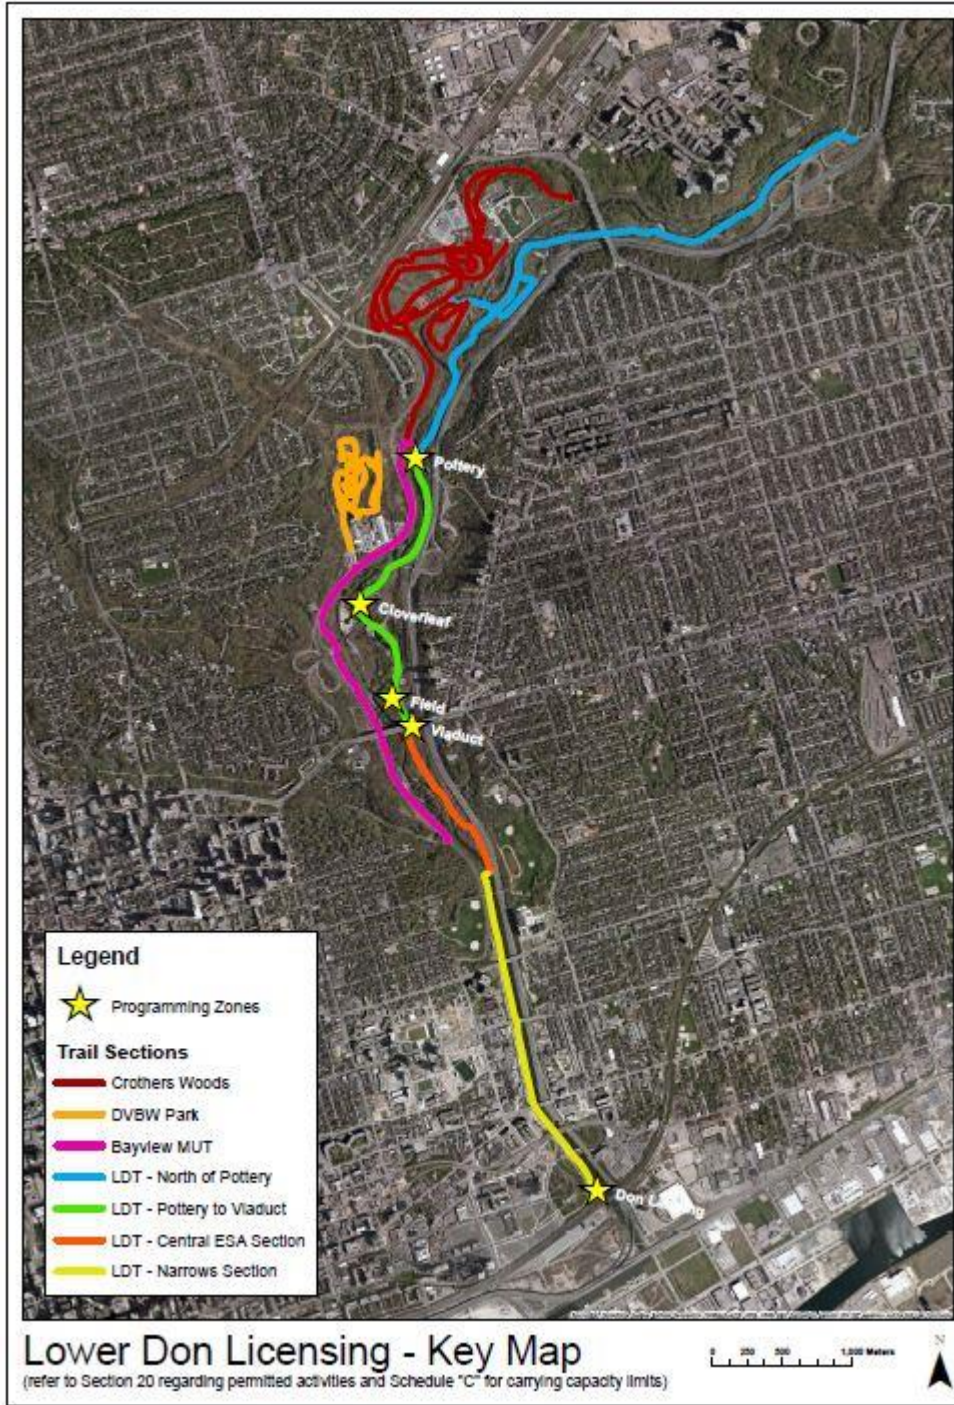 Pottery
Cloverleaf
Field
Viaduct
Don
Legend
Programming Zones
Trail Sections
Crothers Woods
DVBW Park
Bayview MUT
LDT - North of Pottery
LDT - Pottery to Viaduct
LDT - Central ESA Section
LDT - Narrows Section
Lower Don Licensing - Key Map
(refer to Section 20 regarding permitted activities and Schedule "C" for carrying capacity limits)
0 250 500 1,000 Meters
N